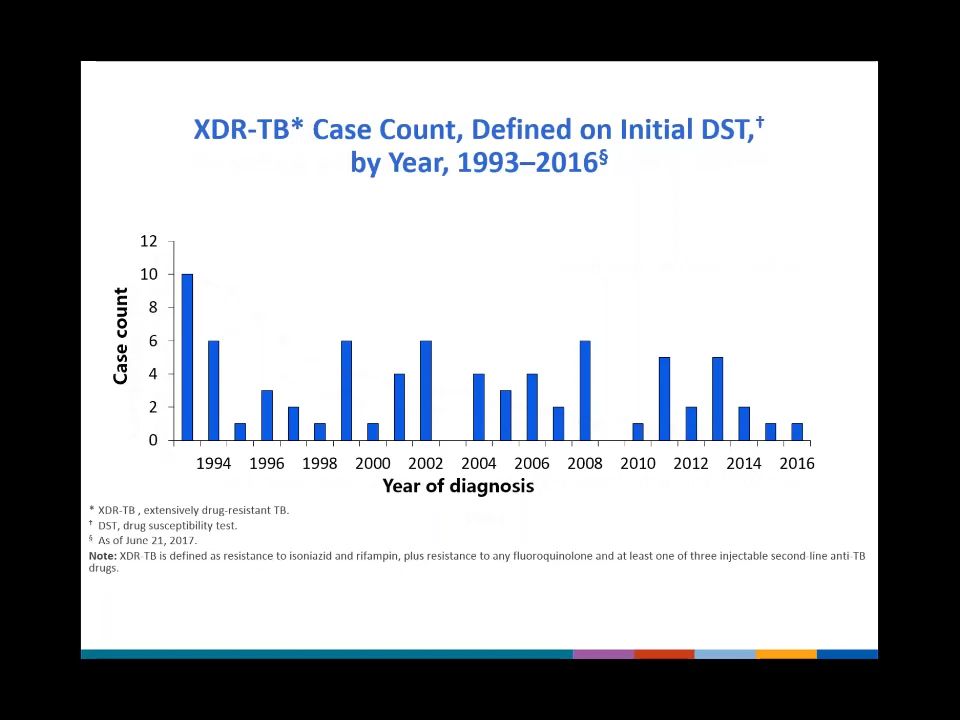 XDR-TB* Case Count, Defined on Initial DST,†
by Year, 1993–2016§
12
10
8
6
4
2
0
Case count
1994 1996 1998 2000 2002 2004 2006 2008 2010 2012 2014 2016
Year of diagnosis
* XDR-TB , extensively drug-resistant TB.
† DST, drug susceptibility test.
§ As of June 21, 2017.
Note: XDR-TB is defined as resistance to isoniazid and rifampin, plus resistance to any fluoroquinolone and at least one of three injectable second-line anti-TB
drugs.